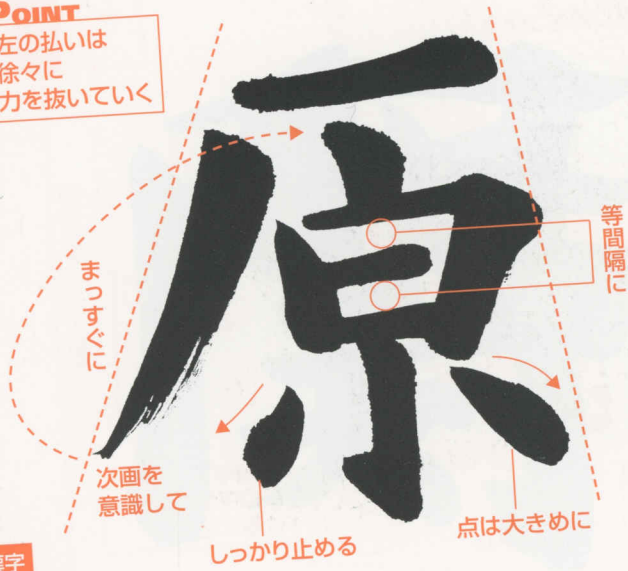 POINT
左の払いは
徐々に
力を抜いていく
原
まっすぐに
等間隔に
次画を
意識して
しっかり止める
点は大きめに
漢字